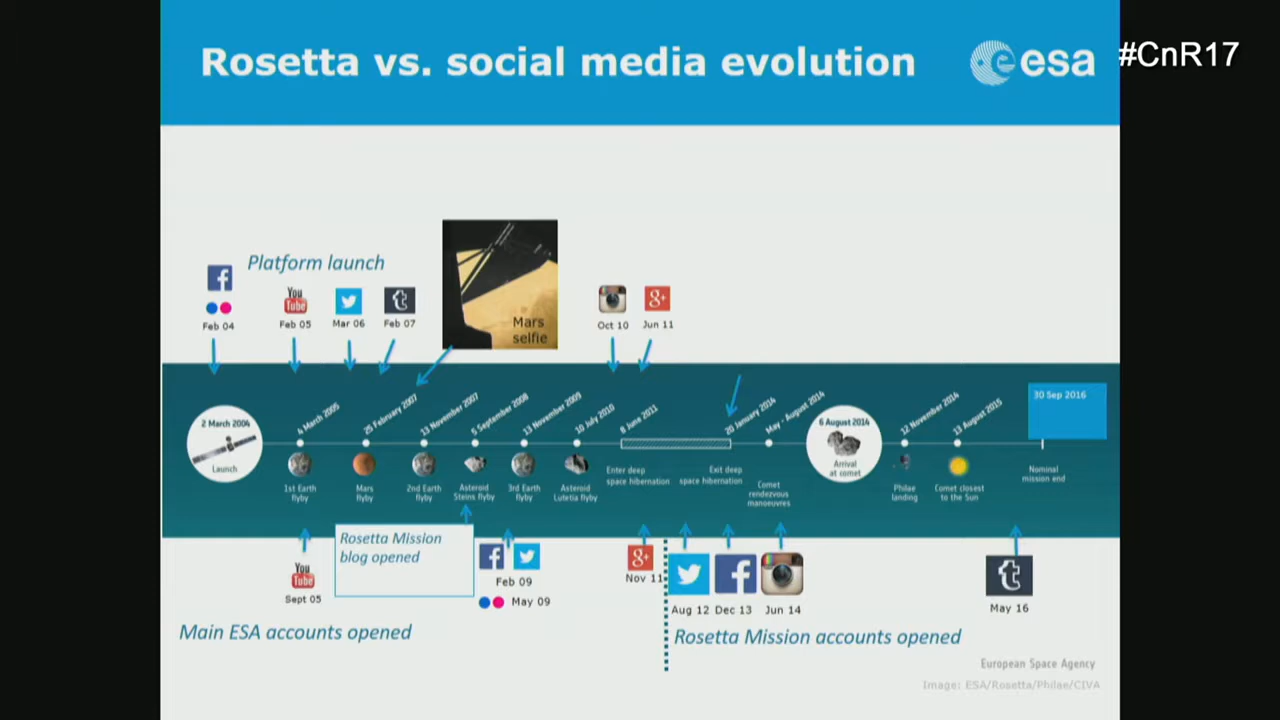 Rosetta vs. social media evolution
esa
#CnR17
Platform launch
Feb 04
You
Tube
Feb 05
Mar 06
Feb 07
Mars
selfie
Oct 10
Jun 11
2 March 2004
Launch
4 March 2005
1st Earth
flyby
25 February 2007
Mars
flyby
13 November 2007
2nd Earth
flyby
5 September 2008
Asteroid
Steins flyby
13 November 2009
3rd Earth
flyby
10 July 2010
Asteroid
Lutetia flyby
8 June 2011
Enter deep
space hibernation
20 January 2014
Exit deep
space hibernation
May - August 2014
Comet
rendezvous
manoeuvres
6 August 2014
Arrival
at comet
12 November 2014
Philae
landing
13 August 2015
Comet closest
to the Sun
30 Sep 2016
Nominal
mission end
You
Tube
Sept 05
Rosetta Mission
blog opened
Feb 09
May 09
Nov 11
Aug 12
Dec 13
Jun 14
May 16
Main ESA accounts opened
Rosetta Mission accounts opened
European Space Agency
Image: ESA/Rosetta/Philae/CIVA